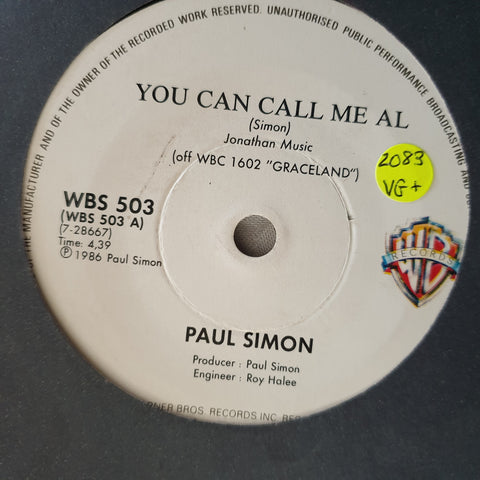 OF THE MANUFACTURER AND OF THE OWNER OF THE RECORDED WORK RESERVED. UNAUTHORISED PUBLIC PERFORMANCE BROADCASTING AND
YOU CAN CALL ME AL
(Simon)
Jonathan Music
(off WBC 1602 "GRACELAND")
2083
VG+
WBS 503
(WBS 503 A)
(7-28667)
Time: 4,39
Ⓟ 1986 Paul Simon
WB
RECORDS
PAUL SIMON
Producer : Paul Simon
Engineer : Roy Halee
BROS. RECORDS INC.